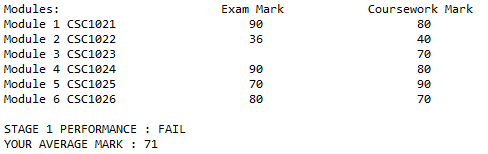 Modules: Exam Mark Coursework Mark
Module 1 CSC1021 90 80
Module 2 CSC1022 36 40
Module 3 CSC1023 70
Module 4 CSC1024 90 80
Module 5 CSC1025 70 90
Module 6 CSC1026 80 70
STAGE 1 PERFORMANCE : FAIL
YOUR AVERAGE MARK : 71